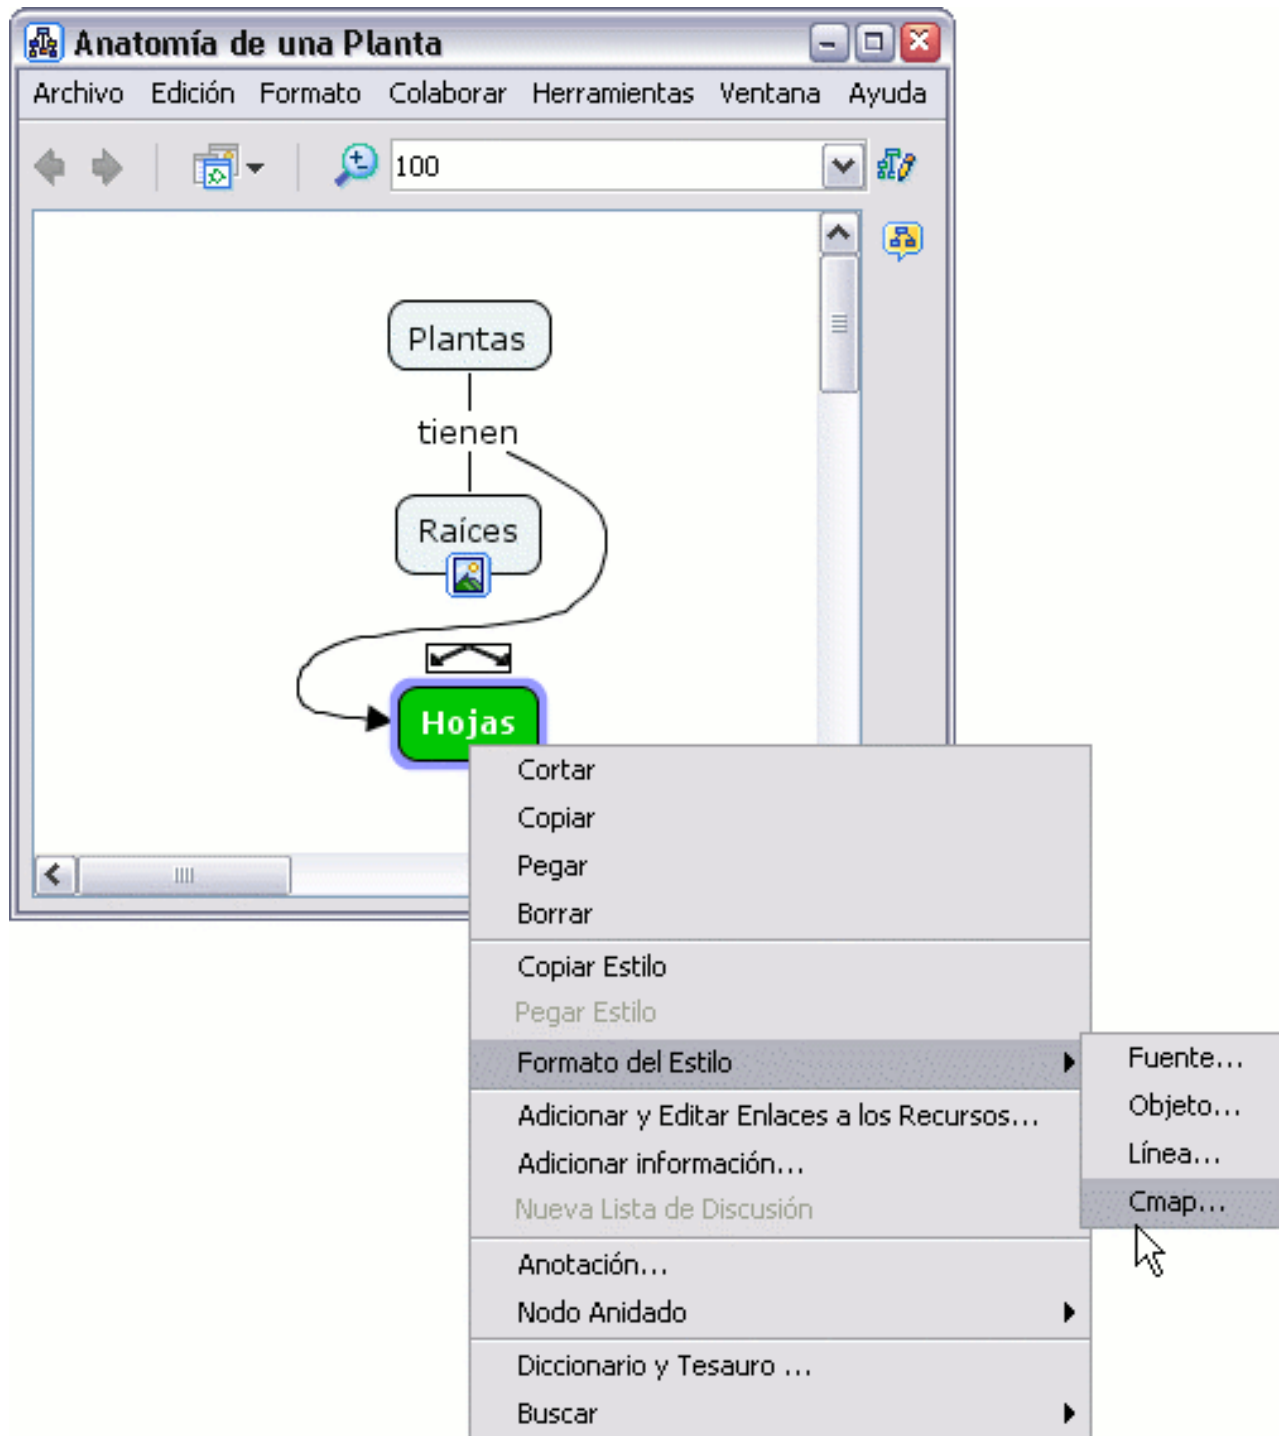 Anatomía de una Planta
Archivo Edición Formato Colaborar Herramientas Ventana Ayuda
100
Plantas
tienen
Raíces
Hojas
Cortar
Copiar
Pegar
Borrar
Copiar Estilo
Pegar Estilo
Formato del Estilo
Fuente...
Objeto...
Línea...
Cmap...
Adicionar y Editar Enlaces a los Recursos...
Adicionar información...
Nueva Lista de Discusión
Anotación...
Nodo Anidado
Diccionario y Tesauro ...
Buscar